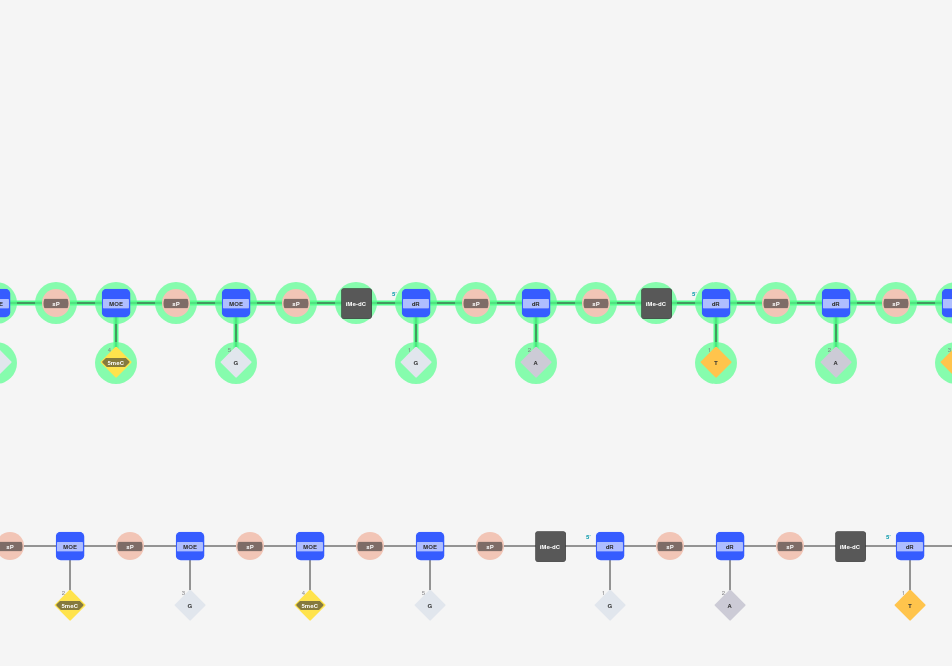 E sP MOE sP MOE sP iMe-dC 5' dR sP dR sP iMe-dC 5' dR sP dR sP
4 5meC 5 G 1 G 2 A 1 T 2 A 3
sP MOE sP MOE sP MOE sP MOE sP iMe-dC 5' dR sP dR sP iMe-dC 5' dR
2 5meC 3 G 4 5meC 5 G 1 G 2 A 1 T